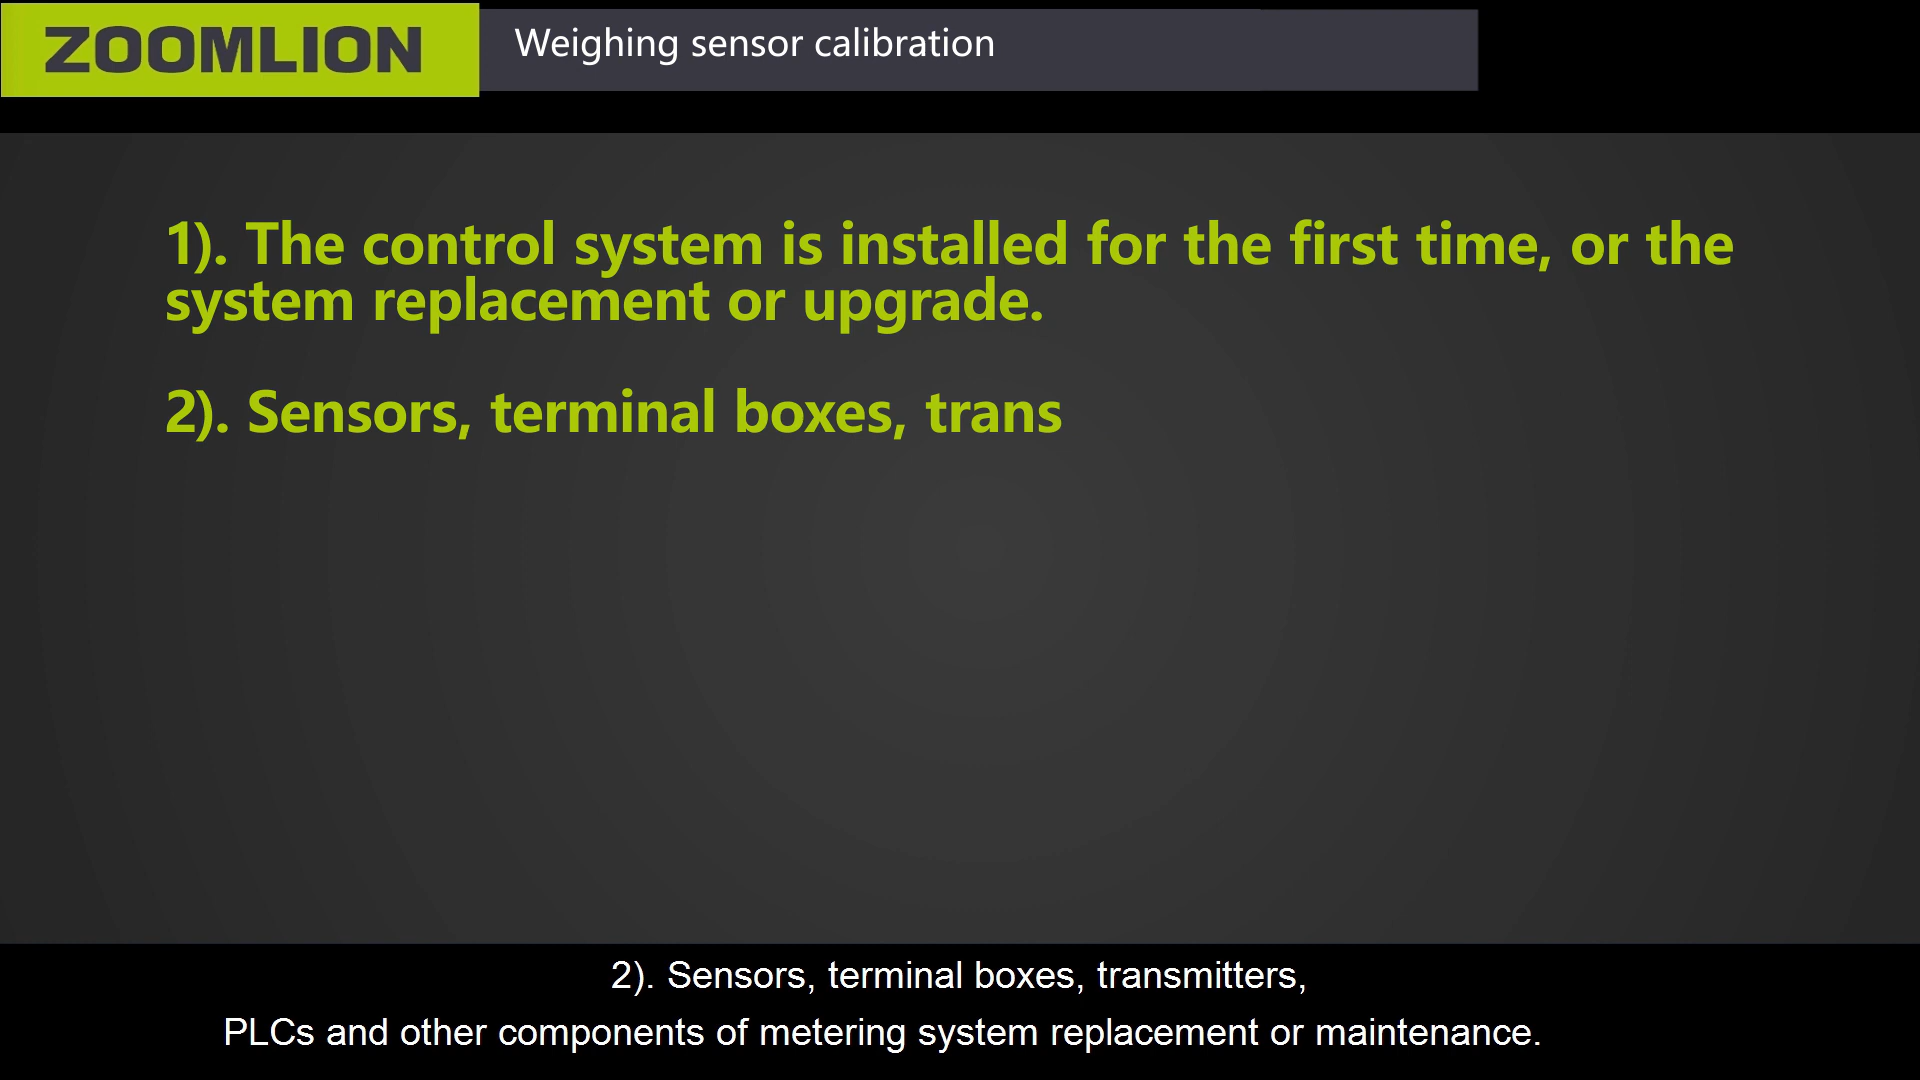 ZOOMLION
Weighing sensor calibration
1). The control system is installed for the first time, or the
system replacement or upgrade.
2). Sensors, terminal boxes, trans
2). Sensors, terminal boxes, transmitters,
PLCs and other components of metering system replacement or maintenance.